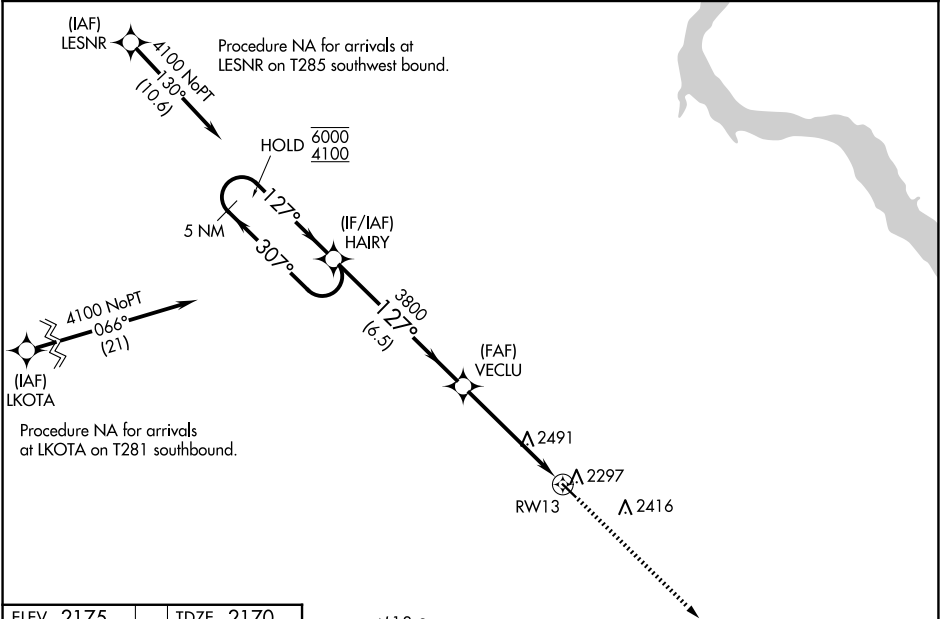 (IAF)
LESNR
4100 NoPT
130°
(10.6)
Procedure NA for arrivals at
LESNR on T285 southwest bound.
HOLD 6000
4100
127°
5 NM
307°
(IF/IAF)
HAIRY
3800
127°
(6.5)
4100 NoPT
066°
(21)
(IAF)
LKOTA
(FAF)
VECLU
Procedure NA for arrivals
at LKOTA on T281 southbound.
2491
2297
RW13
2416
ELEV 2175
TDZE 2170